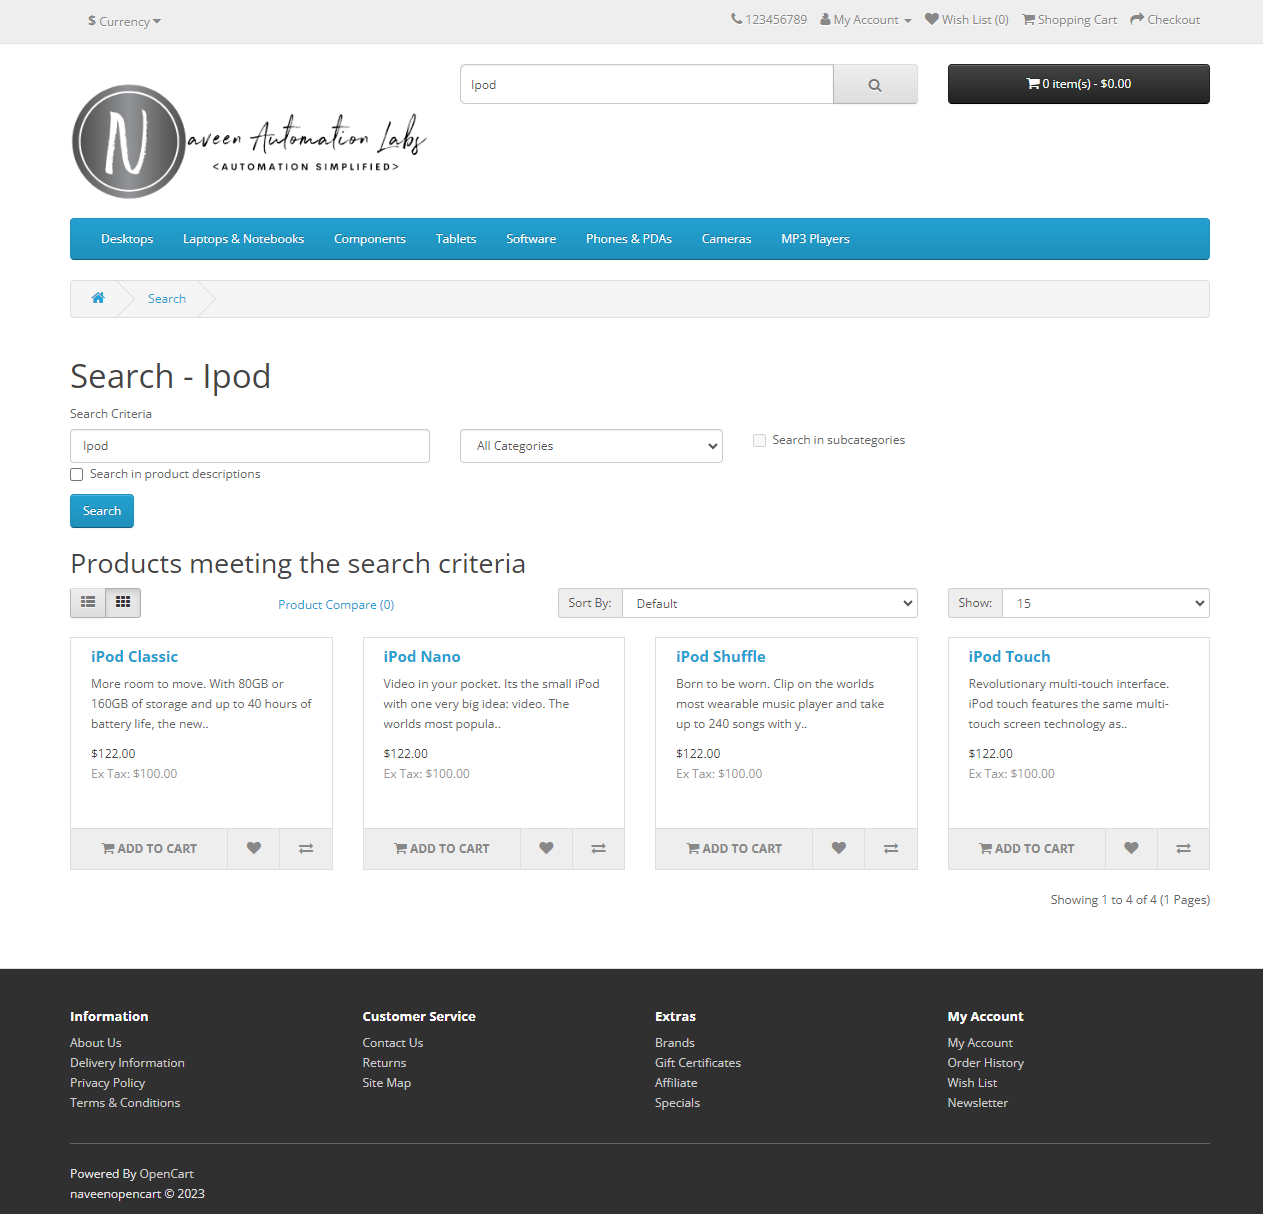 $ Currency
123456789 My Account Wish List (0) Shopping Cart Checkout
Ipod
0 item(s) - $0.00
N aveen Automation Labs
<AUTOMATION SIMPLIFIED>
Desktops Laptops & Notebooks Components Tablets Software Phones & PDAs Cameras MP3 Players
Search
Search - Ipod
Search Criteria
Ipod
All Categories
Search in subcategories
Search in product descriptions
Search
Products meeting the search criteria
Product Compare (0)
Sort By: Default
Show: 15
iPod Classic
More room to move. With 80GB or
160GB of storage and up to 40 hours of
battery life, the new..
$122.00
Ex Tax: $100.00
ADD TO CART
iPod Nano
Video in your pocket. Its the small iPod
with one very big idea: video. The
worlds most popula..
$122.00
Ex Tax: $100.00
ADD TO CART
iPod Shuffle
Born to be worn. Clip on the worlds
most wearable music player and take
up to 240 songs with y..
$122.00
Ex Tax: $100.00
ADD TO CART
iPod Touch
Revolutionary multi-touch interface.
iPod touch features the same multi-
touch screen technology as..
$122.00
Ex Tax: $100.00
ADD TO CART
Showing 1 to 4 of 4 (1 Pages)
Information
About Us
Delivery Information
Privacy Policy
Terms & Conditions
Customer Service
Contact Us
Returns
Site Map
Extras
Brands
Gift Certificates
Affiliate
Specials
My Account
My Account
Order History
Wish List
Newsletter
Powered By OpenCart
naveenopencart © 2023